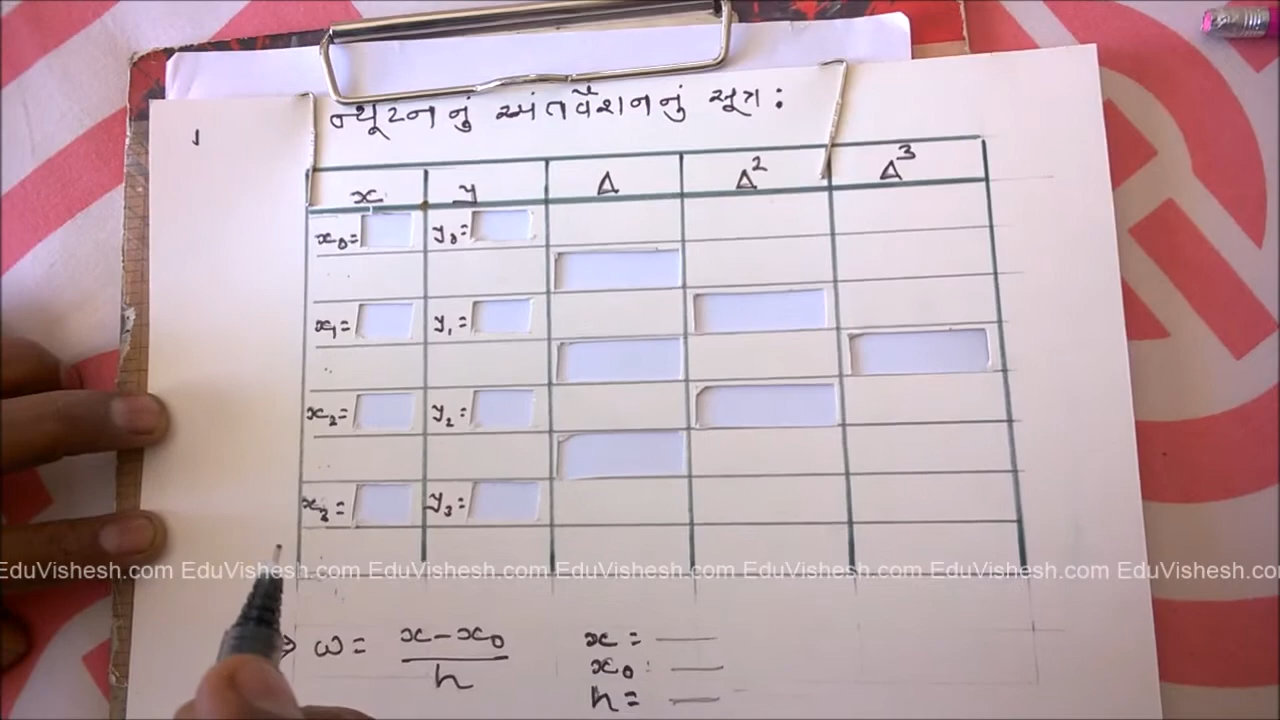 ન્યૂટનનું અંતર્વેશનનું સૂત્ર :
1
x y Δ Δ² Δ³
x₀= y₀=
x₁= y₁=
x₂= y₂=
x₃= y₃=
EduVishesh.com EduVishesh.com EduVishesh.com EduVishesh.com EduVishesh.com EduVishesh.com EduVishesh.com
⇒ ω = x-x₀ / h
x = —
x₀ : —
h = —